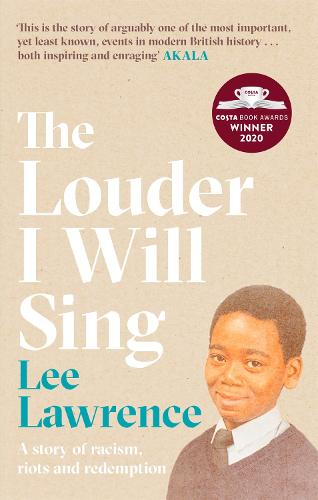 'This is the story of arguably one of the most important,
yet least known, events in modern British history . . .
both inspiring and enraging' AKALA
COSTA
COSTA BOOK AWARDS
WINNER
2020
The
Louder
I Will
Sing
Lee
Lawrence
A story of racism,
riots and redemption